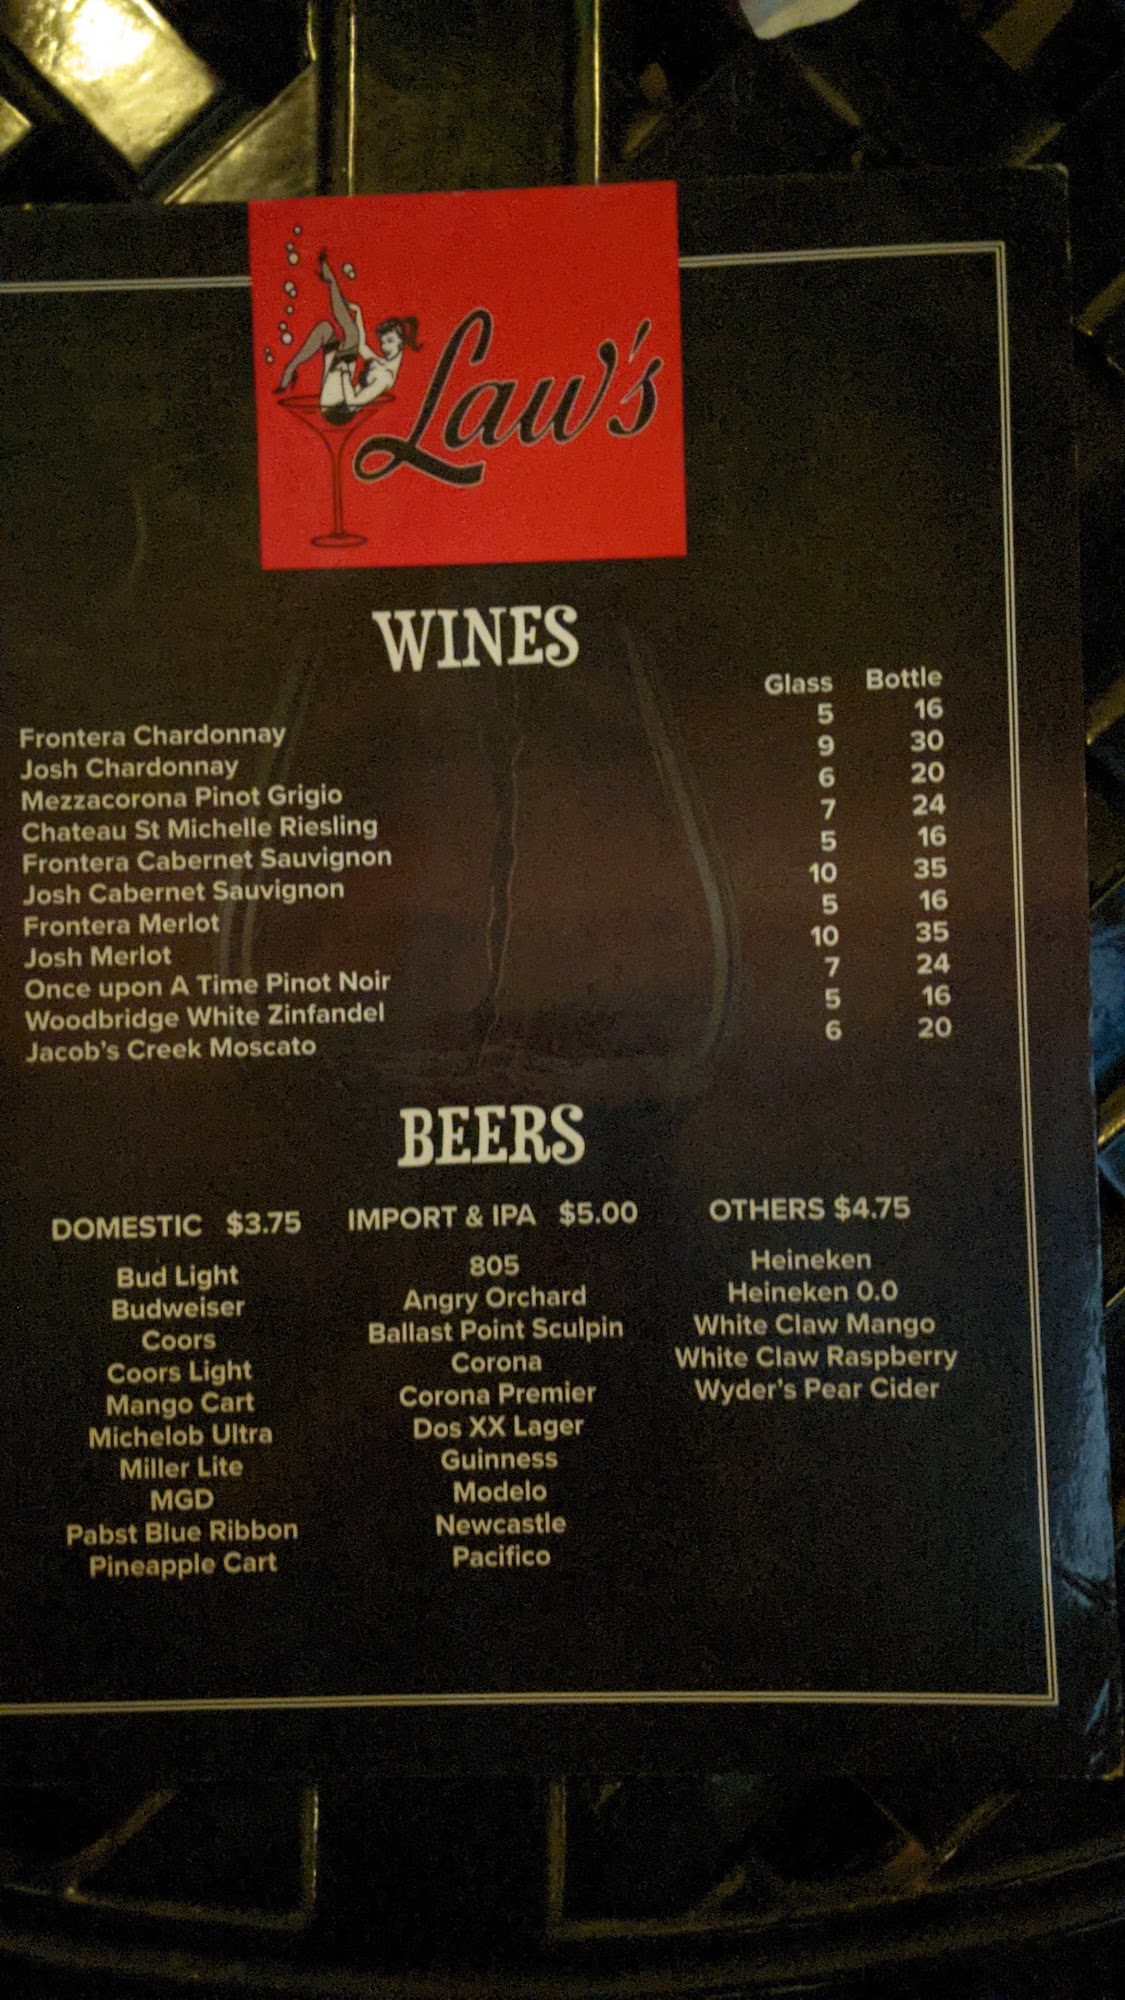 Law's
WINES
Glass Bottle
Frontera Chardonnay 5 16
Josh Chardonnay 9 30
Mezzacorona Pinot Grigio 6 20
Chateau St Michelle Riesling 7 24
Frontera Cabernet Sauvignon 5 16
Josh Cabernet Sauvignon 10 35
Frontera Merlot 5 16
Josh Merlot 10 35
Once upon A Time Pinot Noir 7 24
Woodbridge White Zinfandel 5 16
Jacob's Creek Moscato 6 20
BEERS
DOMESTIC $3.75
Bud Light
Budweiser
Coors
Coors Light
Mango Cart
Michelob Ultra
Miller Lite
MGD
Pabst Blue Ribbon
Pineapple Cart
IMPORT & IPA $5.00
805
Angry Orchard
Ballast Point Sculpin
Corona
Corona Premier
Dos XX Lager
Guinness
Modelo
Newcastle
Pacifico
OTHERS $4.75
Heineken
Heineken 0.0
White Claw Mango
White Claw Raspberry
Wyder's Pear Cider